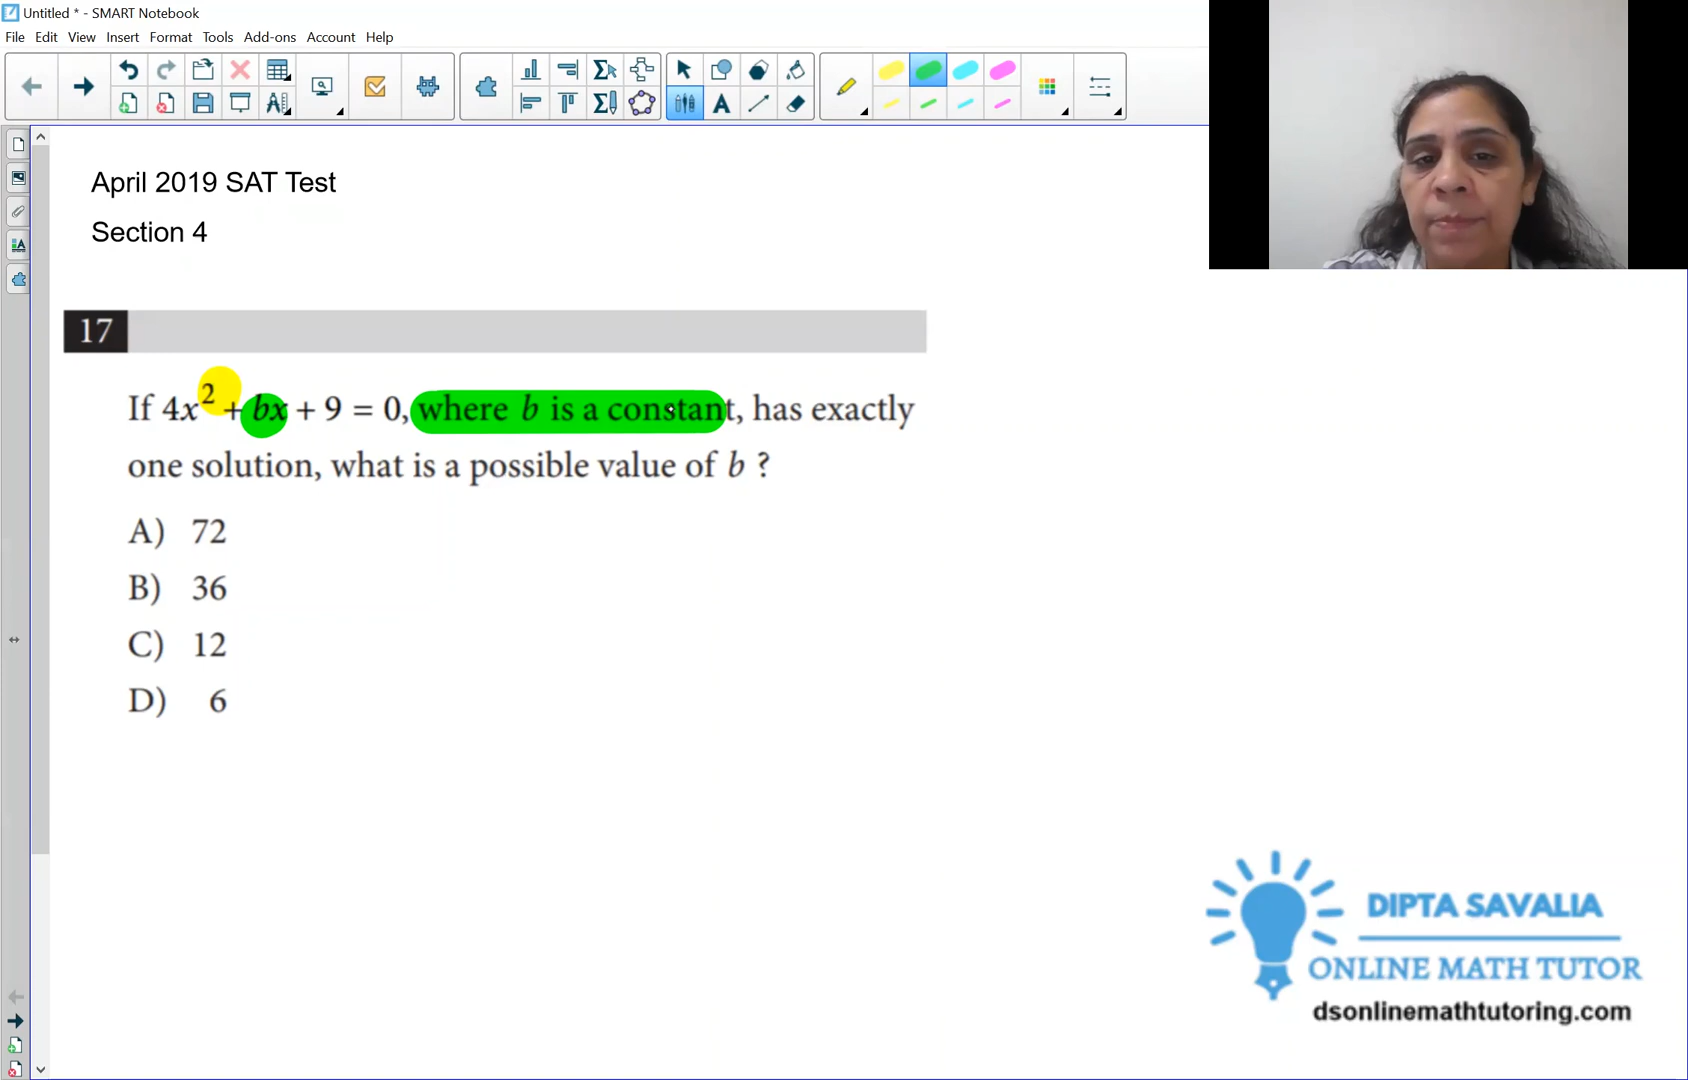 Untitled * - SMART Notebook
File Edit View Insert Format Tools Add-ons Account Help
April 2019 SAT Test
Section 4
17
If 4x² + bx + 9 = 0, where b is a constant, has exactly
one solution, what is a possible value of b ?
A) 72
B) 36
C) 12
D) 6
DIPTA SAVALIA
ONLINE MATH TUTOR
dsonlinemathtutoring.com